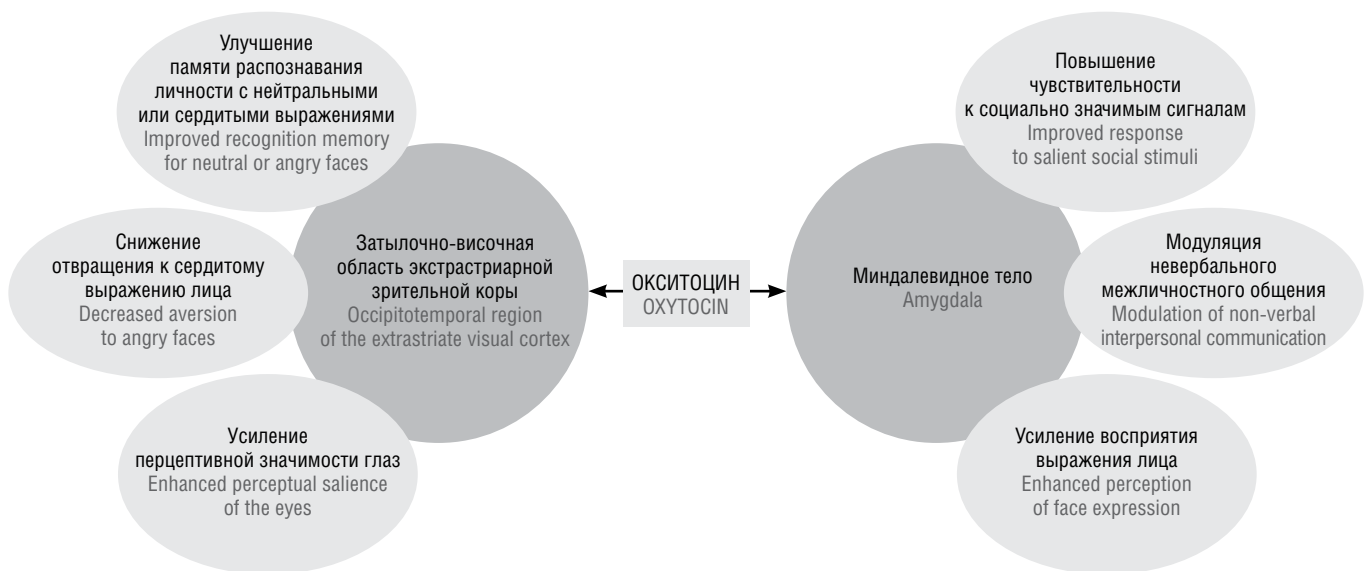 Улучшение
памяти распознавания
личности с нейтральными
или сердитыми выражениями
Improved recognition memory
for neutral or angry faces
Снижение
отвращения к сердитому
выражению лица
Decreased aversion
to angry faces
Усиление
перцептивной значимости глаз
Enhanced perceptual salience
of the eyes
Затылочно-височная
область экстрастриарной
зрительной коры
Occipitotemporal region
of the extrastriate visual cortex
ОКСИТОЦИН
OXYTOCIN
Миндалевидное тело
Amygdala
Повышение
чувствительности
к социально значимым сигналам
Improved response
to salient social stimuli
Модуляция
невербального
межличностного общения
Modulation of non-verbal
interpersonal communication
Усиление восприятия
выражения лица
Enhanced perception
of face expression